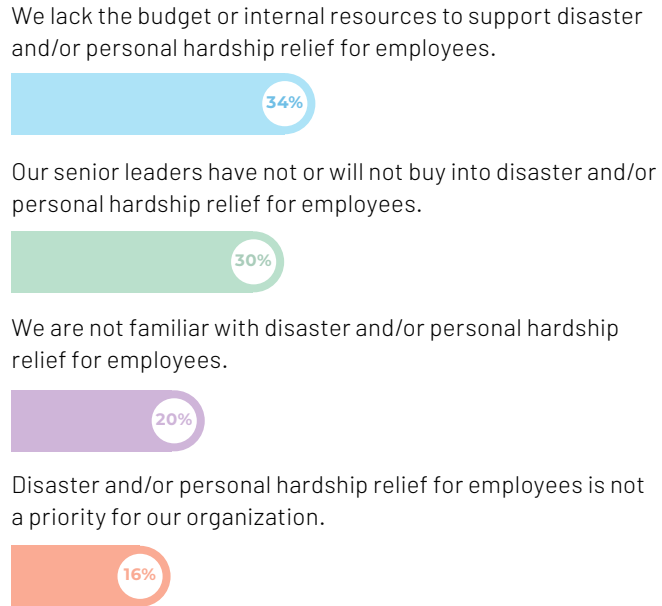 We lack the budget or internal resources to support disaster
and/or personal hardship relief for employees.
34%
Our senior leaders have not or will not buy into disaster and/or
personal hardship relief for employees.
30%
We are not familiar with disaster and/or personal hardship
relief for employees.
20%
Disaster and/or personal hardship relief for employees is not
a priority for our organization.
16%